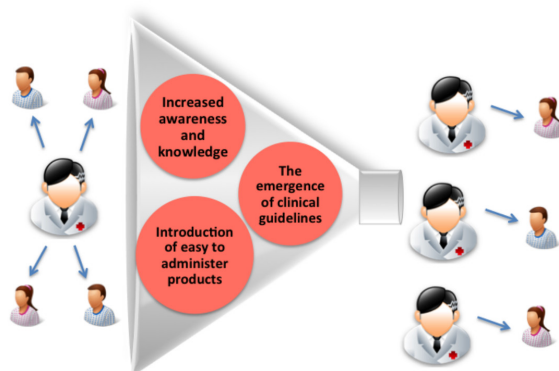 Increased
awareness and
knowledge
The
emergence
of clinical
guidelines
Introduction
of easy to
administer
products